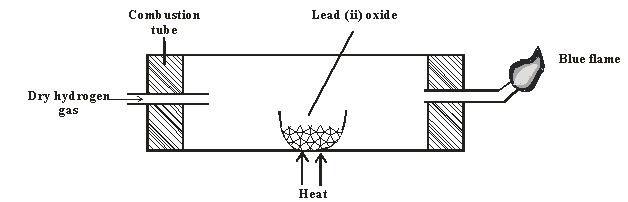 Combustion
tube
Lead (ii) oxide
Blue flame
Dry hydrogen
gas
Heat